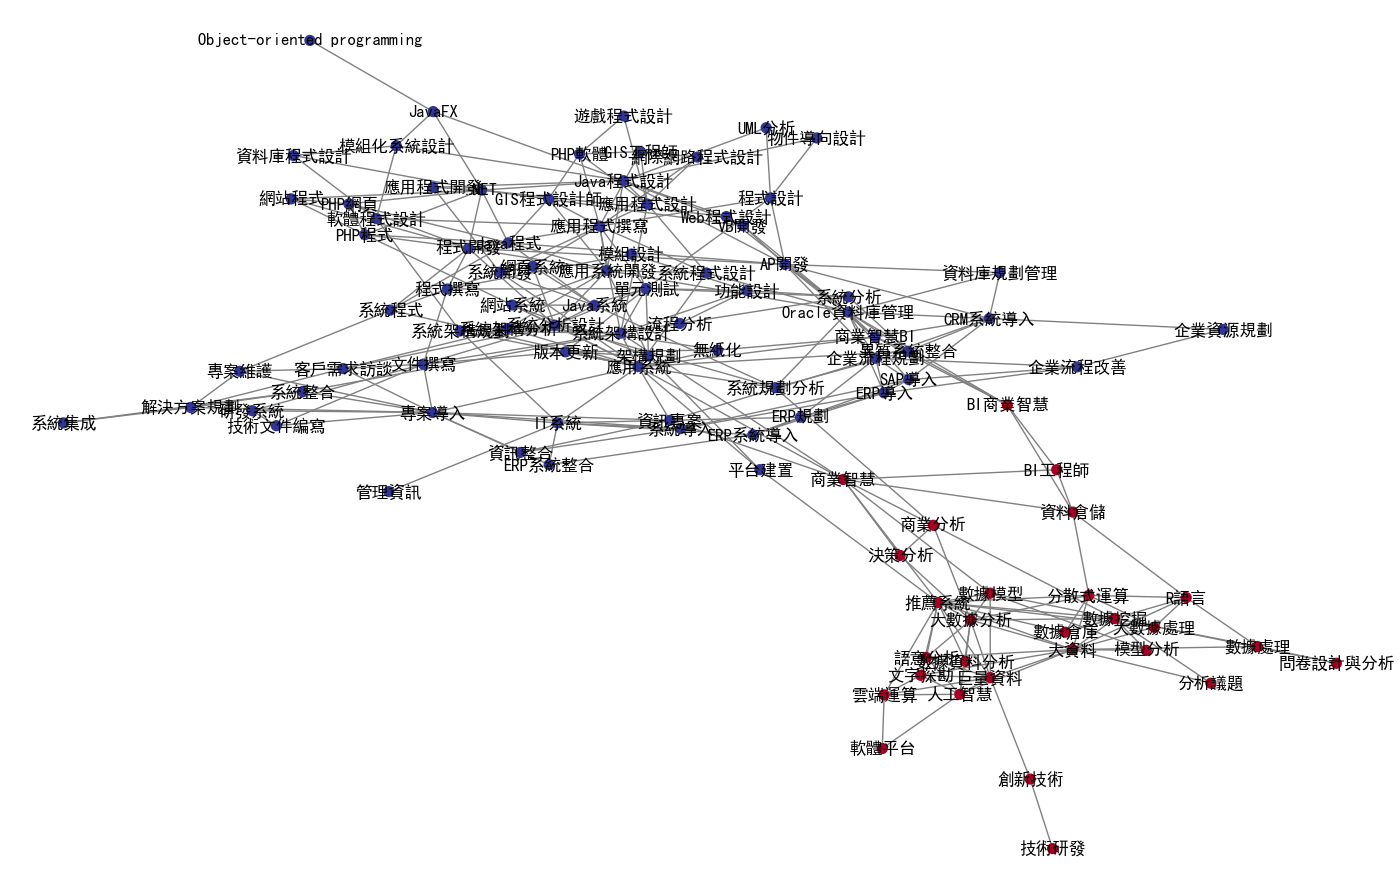 Object-oriented programming
JavaFX
遊戲程式設計
UML分析
物件導向設計
模組化系統設計
資料庫程式設計
PHP軟體
GIS工程師
網際網路程式設計
Java程式設計
應用程式開發
.NET
網站程式
PHP網頁
GIS程式設計師
應用程式設計
程式設計
軟體程式設計
Web程式設計
VB開發
應用程式撰寫
PHP程式
程式開發
Java程式
模組設計
AP開發
系統開發
網頁系統
應用系統開發
系統程式設計
資料庫規劃管理
程式撰寫
單元測試
功能設計
系統分析
系統程式
網站系統
Java系統
Oracle資料庫管理
CRM系統導入
系統架構規劃
系統分析設計
系統架構設計
流程分析
企業資源規劃
商業智慧BI
版本更新
架構規劃
無紙化
異質系統整合
企業流程規劃
專案維護
客戶需求訪談
文件撰寫
應用系統
企業流程改善
系統整合
系統規劃分析
SAP導入
ERP導入
解決方案規劃
研發系統
專案導入
BI商業智慧
系統集成
技術文件編寫
IT系統
資訊專案
系統導入
ERP系統導入
ERP規劃
資訊整合
ERP系統整合
平台建置
BI工程師
管理資訊
商業智慧
資料倉儲
商業分析
決策分析
推薦系統
數據模型
分散式運算
R語言
大數據分析
數據挖掘
數據倉庫
大數據處理
大資料
模型分析
數據處理
語意分析
數據資料分析
問卷設計與分析
文字探勘
巨量資料
分析議題
雲端運算
人工智慧
軟體平台
創新技術
技術研發